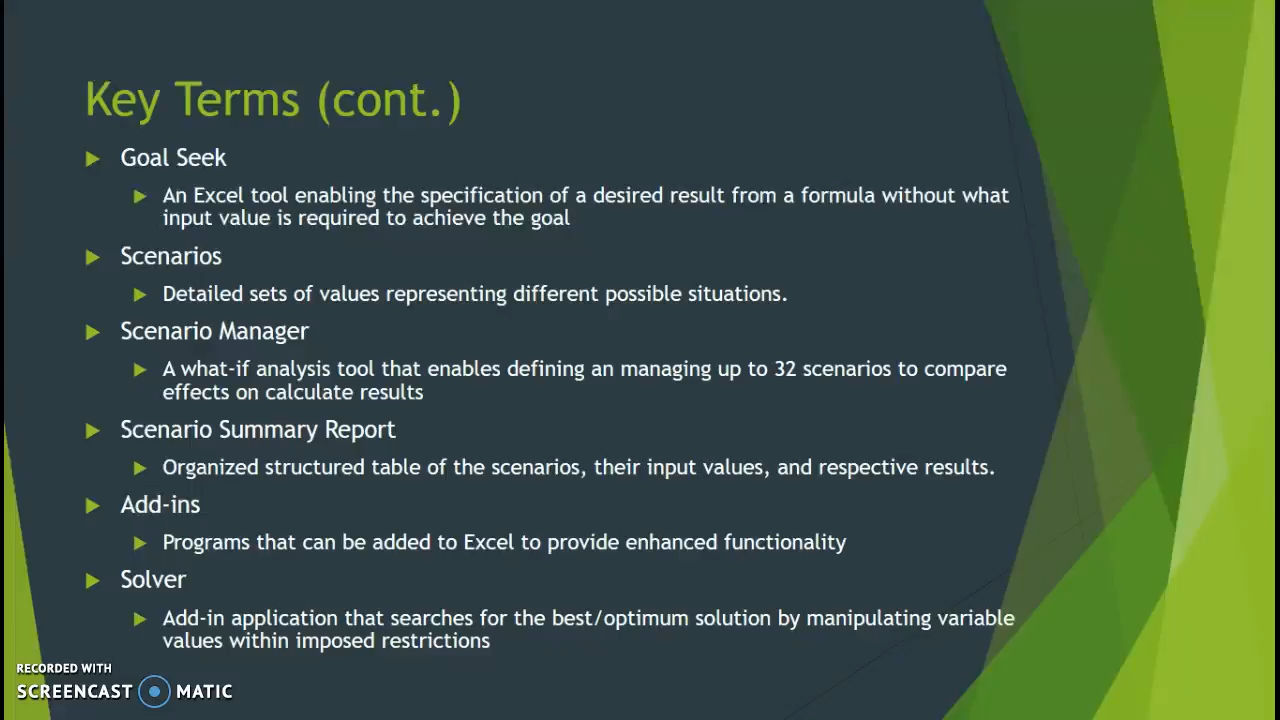 Key Terms (cont.)
Goal Seek
An Excel tool enabling the specification of a desired result from a formula without what
input value is required to achieve the goal
Scenarios
Detailed sets of values representing different possible situations.
Scenario Manager
A what-if analysis tool that enables defining an managing up to 32 scenarios to compare
effects on calculate results
Scenario Summary Report
Organized structured table of the scenarios, their input values, and respective results.
Add-ins
Programs that can be added to Excel to provide enhanced functionality
Solver
Add-in application that searches for the best/optimum solution by manipulating variable
values within imposed restrictions
RECORDED WITH
SCREENCAST MATIC